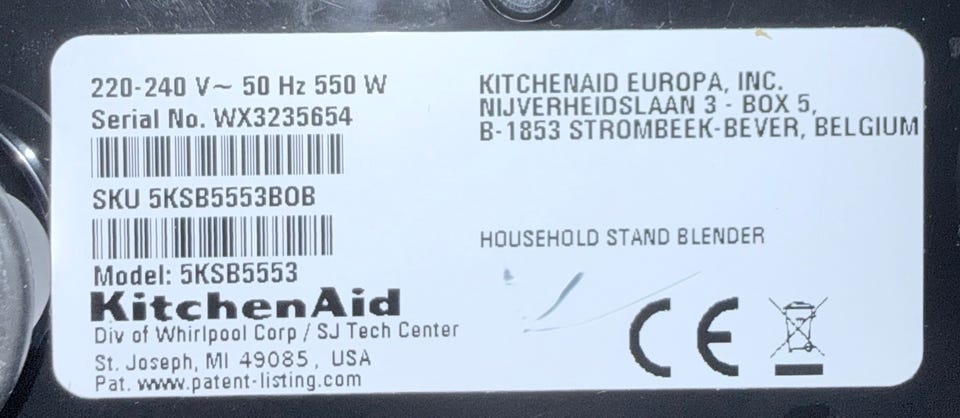 220-240 V~ 50 Hz 550 W
Serial No. WX3235654
SKU 5KSB5553BOB
Model: 5KSB5553
KitchenAid
Div of Whirlpool Corp / SJ Tech Center
St. Joseph, MI 49085, USA
Pat. www.patent-listing.com
KITCHENAID EUROPA, INC.
NIJVERHEIDSLAAN 3 - BOX 5,
B-1853 STROMBEEK-BEVER, BELGIUM
HOUSEHOLD STAND BLENDER
CE